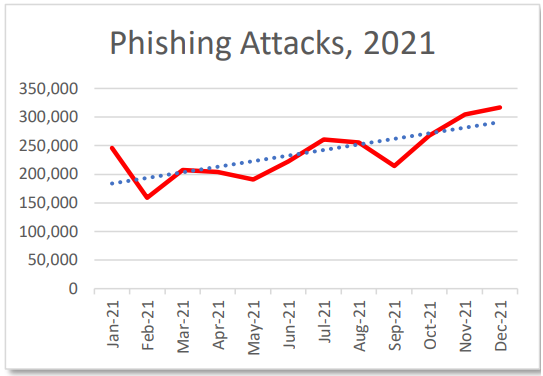 Phishing Attacks, 2021
350,000
300,000
250,000
200,000
150,000
100,000
50,000
0
Jan-21
Feb-21
Mar-21
Apr-21
May-21
Jun-21
Jul-21
Aug-21
Sep-21
Oct-21
Nov-21
Dec-21